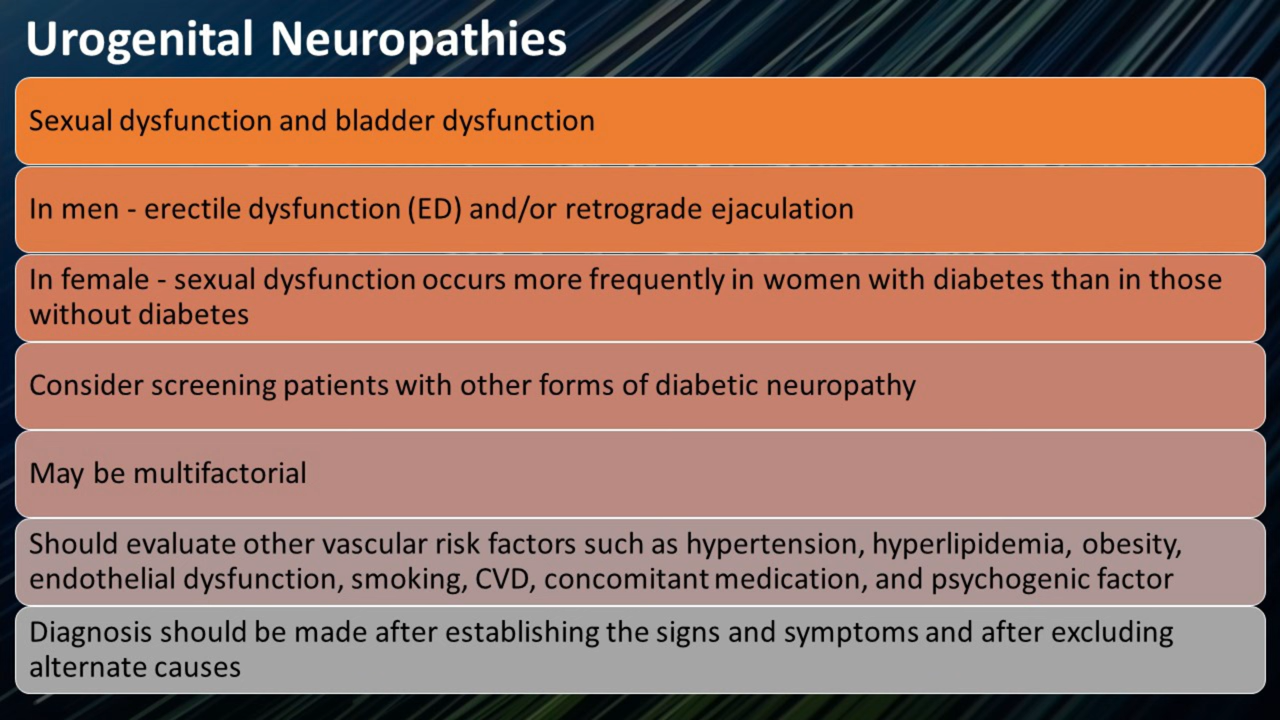 Urogenital Neuropathies
Sexual dysfunction and bladder dysfunction
In men - erectile dysfunction (ED) and/or retrograde ejaculation
In female - sexual dysfunction occurs more frequently in women with diabetes than in those
without diabetes
Consider screening patients with other forms of diabetic neuropathy
May be multifactorial
Should evaluate other vascular risk factors such as hypertension, hyperlipidemia, obesity,
endothelial dysfunction, smoking, CVD, concomitant medication, and psychogenic factor
Diagnosis should be made after establishing the signs and symptoms and after excluding
alternate causes